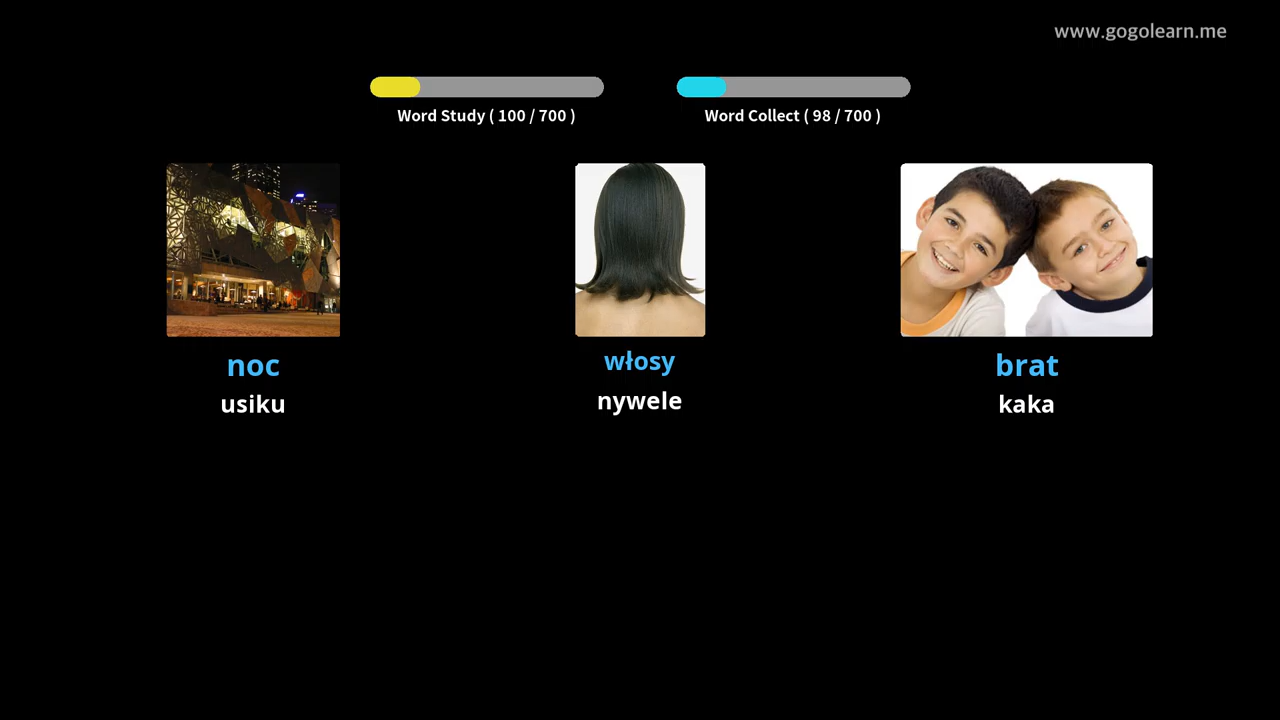 www.gogolearn.me
Word Study ( 100 / 700 )
Word Collect ( 98 / 700 )
noc
usiku
włosy
nywele
brat
kaka